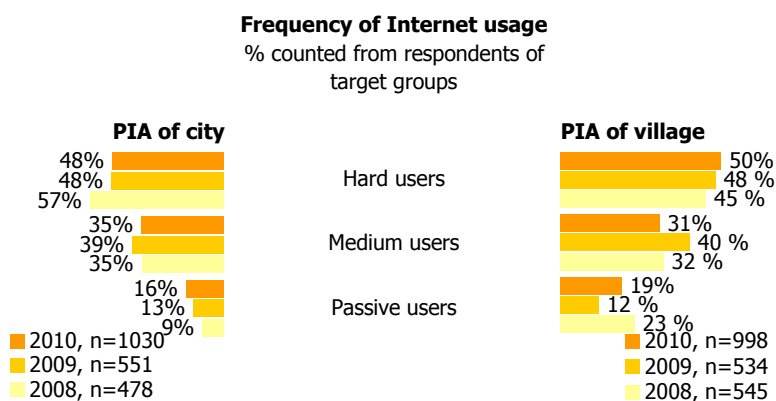 Frequency of Internet usage
% counted from respondents of
target groups
PIA of city
PIA of village
48%
48%
57%
Hard users
50%
48 %
45 %
35%
39%
35%
Medium users
31%
40 %
32 %
16%
13%
9%
Passive users
19%
12 %
23 %
2010, n=1030
2009, n=551
2008, n=478
2010, n=998
2009, n=534
2008, n=545